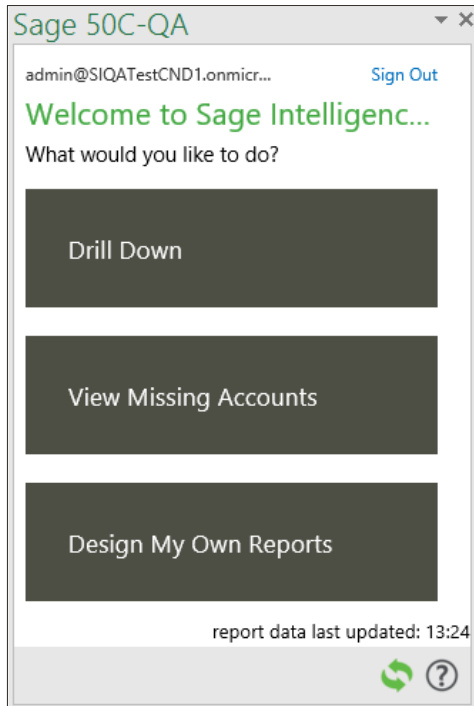 Sage 50C-QA
admin@SIQATestCND1.onmicr... Sign Out
Welcome to Sage Intelligenc...
What would you like to do?
Drill Down
View Missing Accounts
Design My Own Reports
report data last updated: 13:24
?